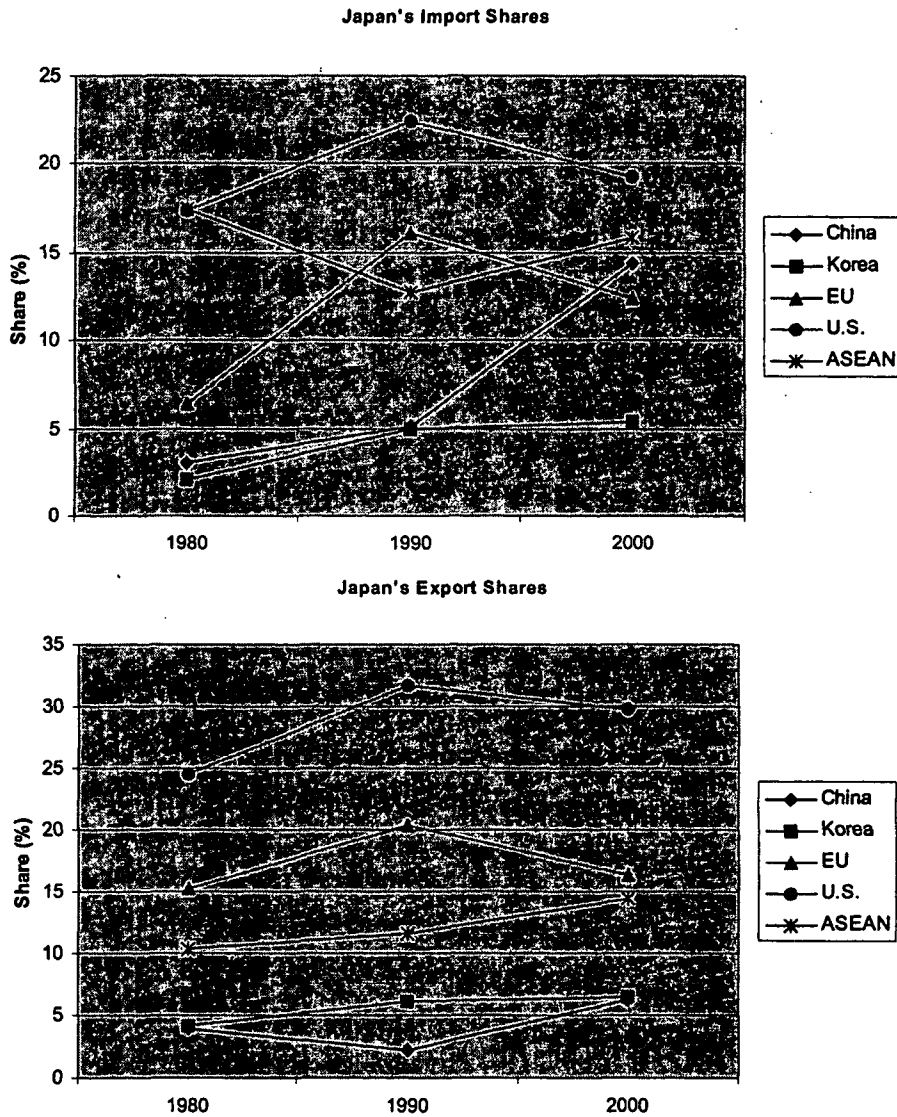 Japan's Import Shares
25
20
15
10
5
0
Share (%)
1980 1990 2000
China
Korea
EU
U.S.
ASEAN
Japan's Export Shares
35
30
25
20
15
10
5
0
Share (%)
1980 1990 2000
China
Korea
EU
U.S.
ASEAN